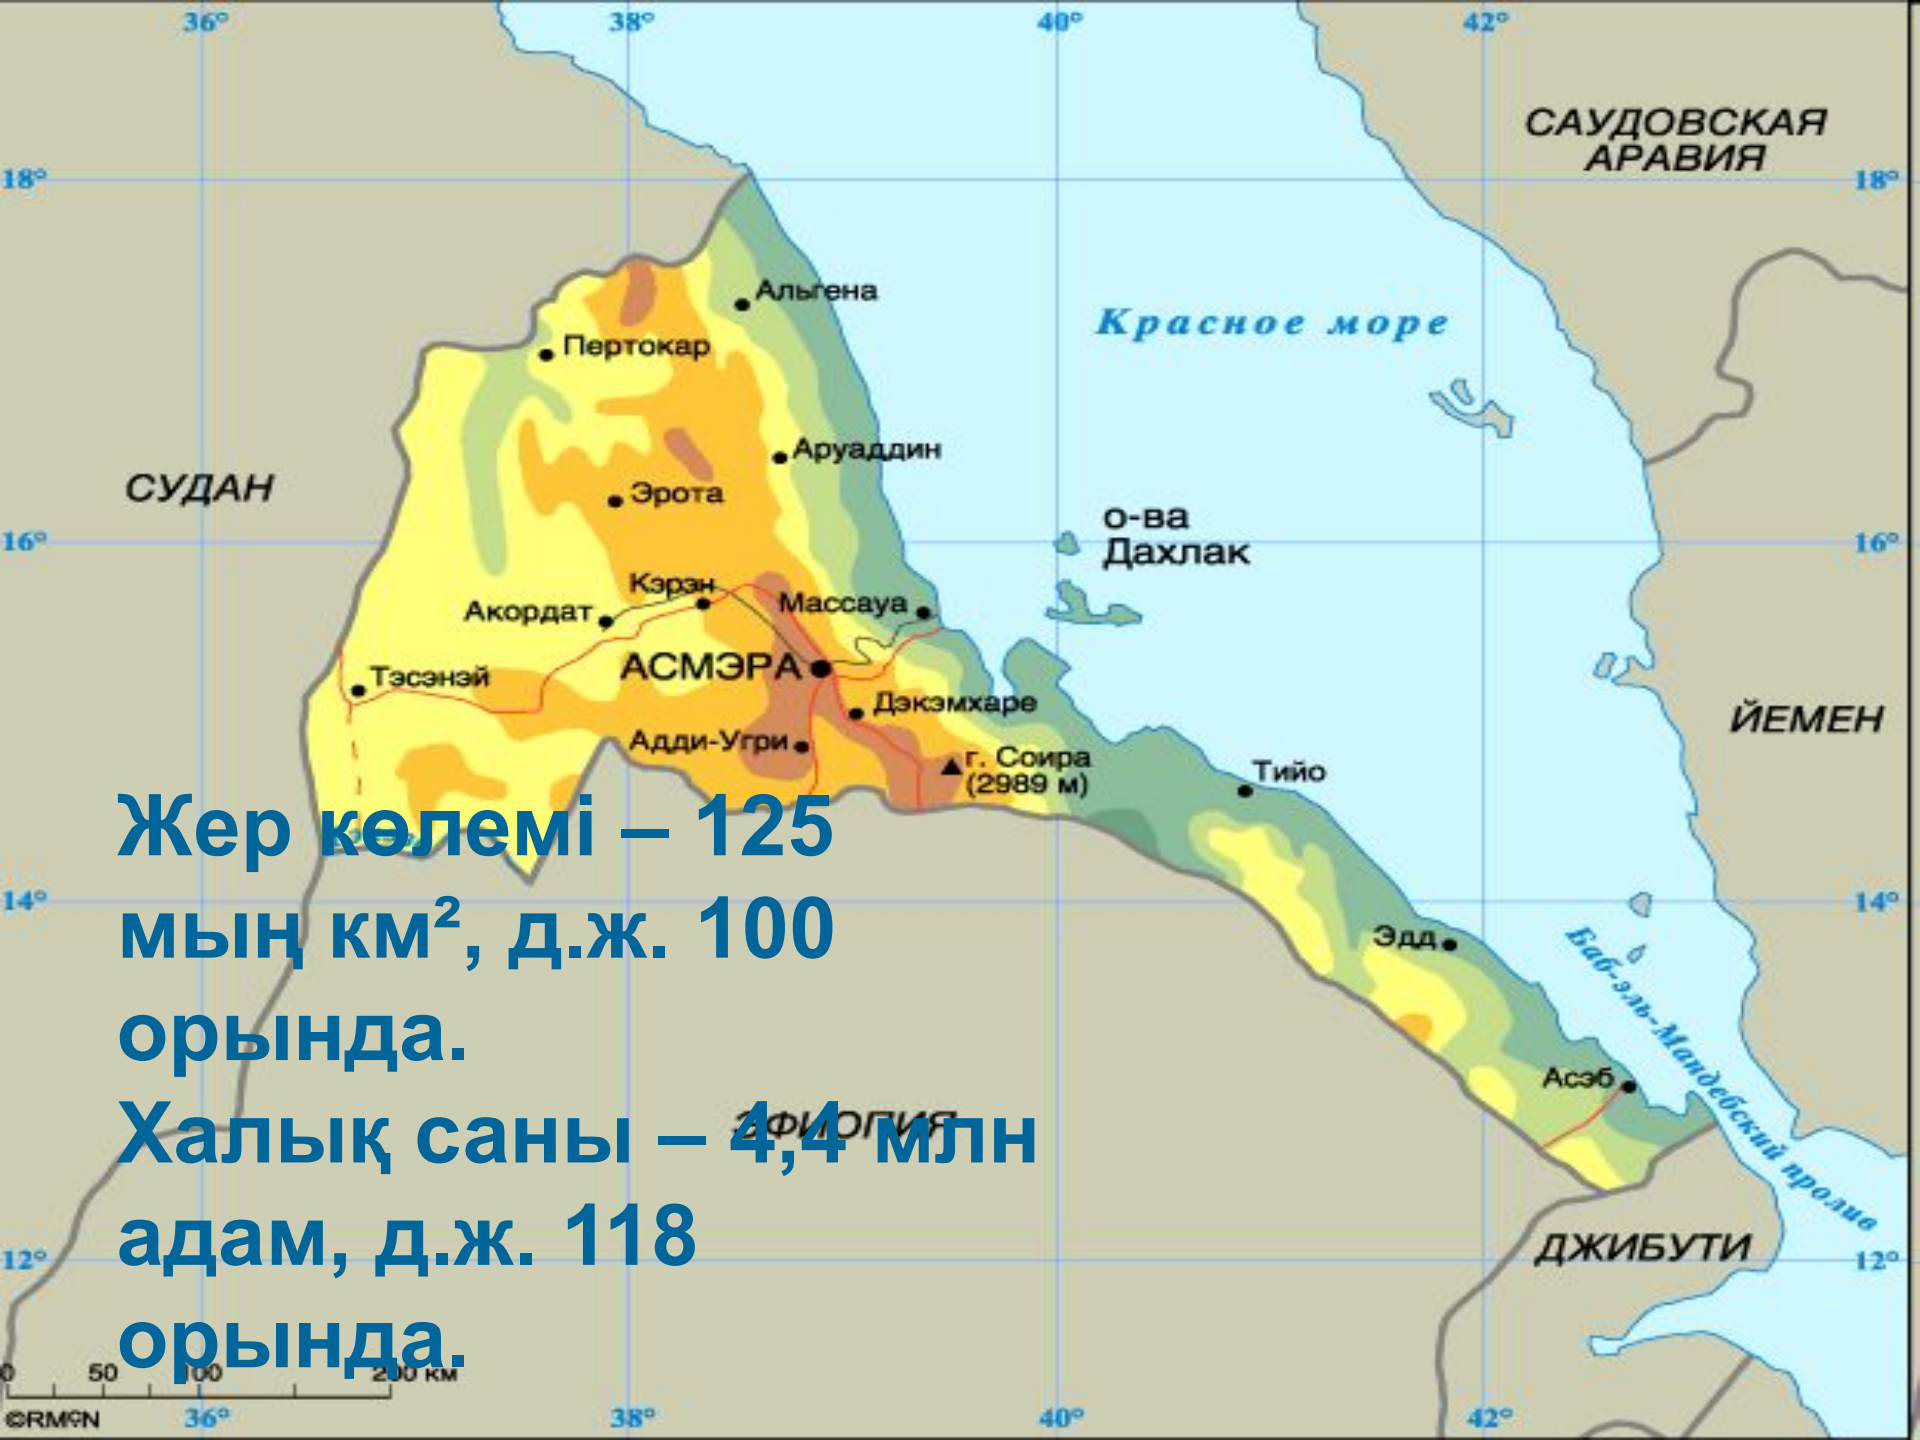 36° 38° 40° 42°
САУДОВСКАЯ
АРАВИЯ
18° 18°
Альгена
Красное море
Пертокар
Аруаддин
СУДАН
Эрота
о-ва
Дахлак
16° 16°
Кэрэн
Акордат
Массауа
АСМЭРА
Тэсэнэй
Дэкэмхаре
ЙЕМЕН
Адди-Угри
г. Соира
(2989 м)
Тийо
Жер көлемі – 125
мың км², д.ж. 100
орында.
Халық саны – 4,4 млн
адам, д.ж. 118
орында.
14° 14°
Эдд
Баб-эль-Мандебский пролив
Асэб
ЭФИОПИЯ
ДЖИБУТИ
12° 12°
0 50 100 200 км
36° 38° 40° 42°